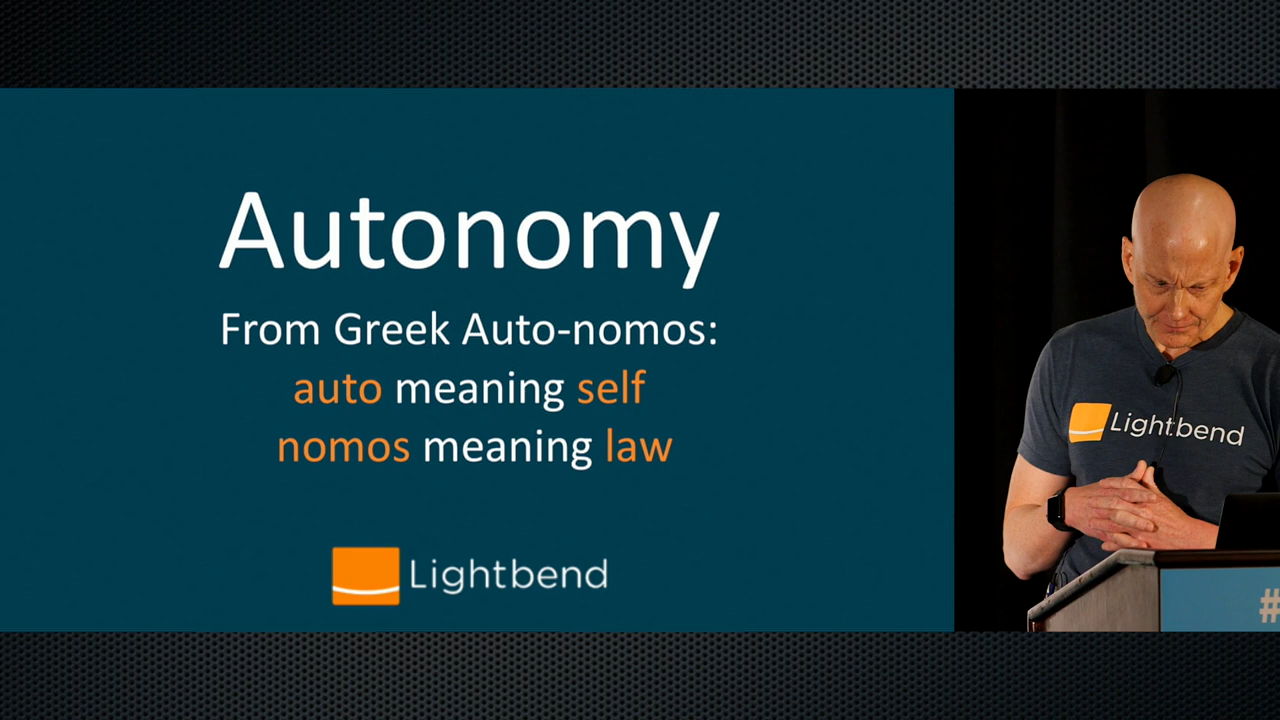 Autonomy
From Greek Auto-nomos:
auto meaning self
nomos meaning law
Lightbend
Lightbend
#